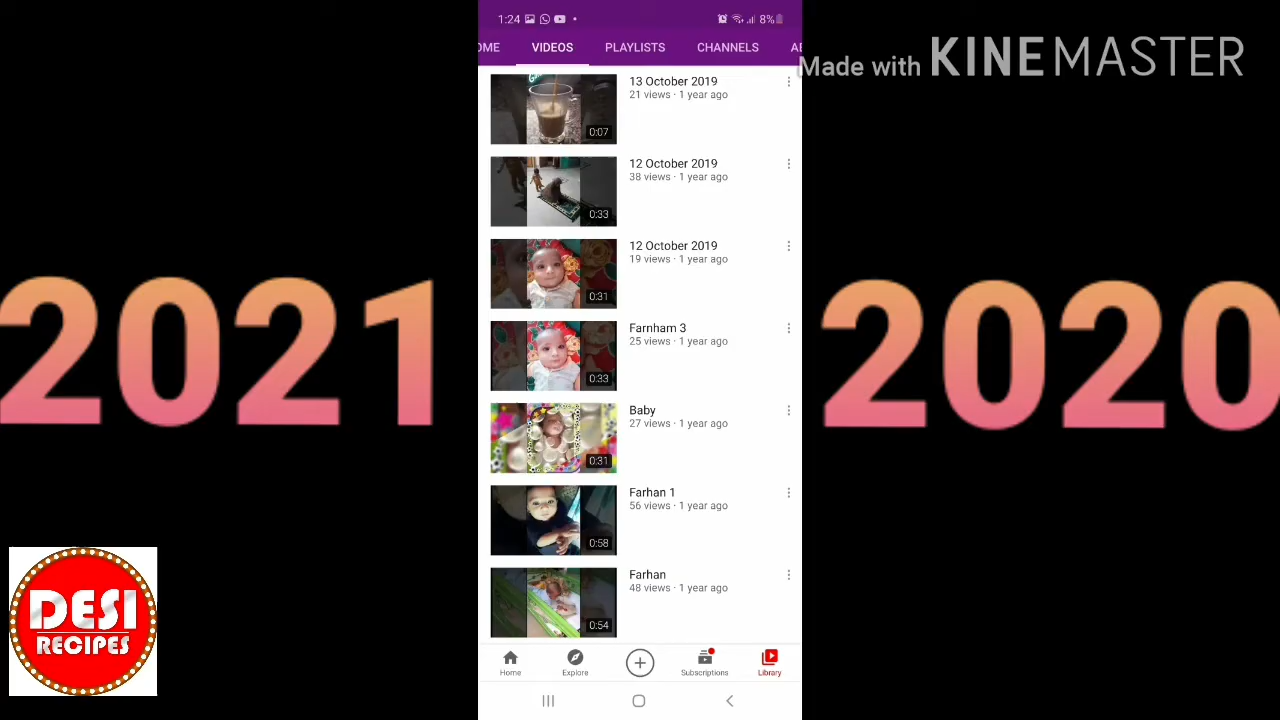 1:24
8%
OME VIDEOS PLAYLISTS CHANNELS AB
Made with KINEMASTER
13 October 2019
21 views · 1 year ago
0:07
12 October 2019
38 views · 1 year ago
0:33
12 October 2019
19 views · 1 year ago
0:31
Farnham 3
25 views · 1 year ago
0:33
2021
2020
Baby
27 views · 1 year ago
0:31
Farhan 1
56 views · 1 year ago
0:58
Farhan
48 views · 1 year ago
0:54
DESI
RECIPES
Home Explore Subscriptions Library